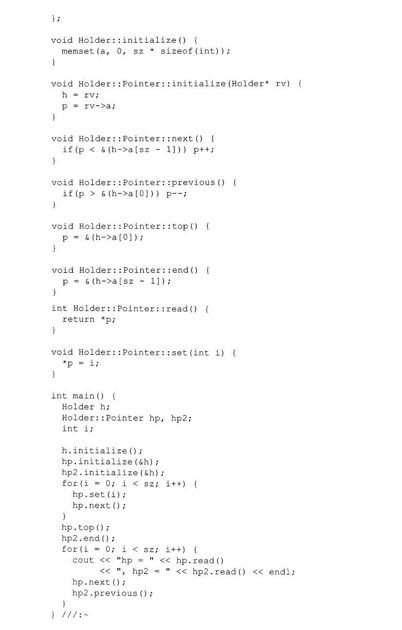 };

void Holder::initialize() {
  memset(a, 0, sz * sizeof(int));
}

void Holder::Pointer::initialize(Holder* rv) {
  h = rv;
  p = rv->a;
}

void Holder::Pointer::next() {
  if(p < &(h->a[sz - 1])) p++;
}

void Holder::Pointer::previous() {
  if(p > &(h->a[0])) p--;
}

void Holder::Pointer::top() {
  p = &(h->a[0]);
}

void Holder::Pointer::end() {
  p = &(h->a[sz - 1]);
}
int Holder::Pointer::read() {
  return *p;
}

void Holder::Pointer::set(int i) {
  *p = i;
}

int main() {
  Holder h;
  Holder::Pointer hp, hp2;
  int i;

  h.initialize();
  hp.initialize(&h);
  hp2.initialize(&h);
  for(i = 0; i < sz; i++) {
    hp.set(i);
    hp.next();
  }
  hp.top();
  hp2.end();
  for(i = 0; i < sz; i++) {
    cout << "hp = " << hp.read()
         << ", hp2 = " << hp2.read() << endl;
    hp.next();
    hp2.previous();
  }
} ///:~